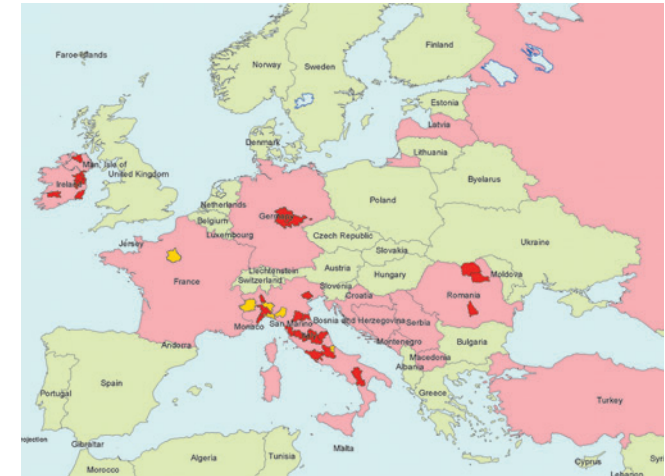 Faroe Islands
Finland
Norway
Sweden
Estonia
Latvia
Denmark
Lithuania
Man, Isle of
Ireland
United Kingdom
Byelarus
Netherlands
Poland
Germany
Belgium
Luxembourg
Czech Republic
Ukraine
Jersey
Slovakia
Liechtenstein
Austria
Moldova
France
Switzerland
Hungary
Slovenia
Romania
Croatia
Monaco
San Marino
Bosnia and Herzegovina
Serbia
Montenegro
Bulgaria
Andorra
Macedonia
Albania
Portugal
Spain
Greece
Turkey
rojection
Gibraltar
Malta
Algeria
Tunisia
Cyprus
Syri
Morocco
Lebanon